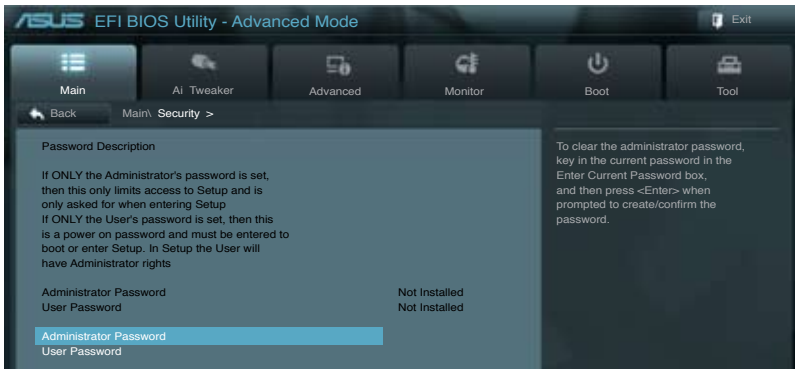 ASUS EFI BIOS Utility - Advanced Mode
Exit
Main
Ai Tweaker
Advanced
Monitor
Boot
Tool
Back
Main\ Security >
Password Description
If ONLY the Administrator's password is set,
then this only limits access to Setup and is
only asked for when entering Setup
If ONLY the User's password is set, then this
is a power on password and must be entered to
boot or enter Setup. In Setup the User will
have Administrator rights
Administrator Password Not Installed
User Password Not Installed
Administrator Password
User Password
To clear the administrator password,
key in the current password in the
Enter Current Password box,
and then press <Enter> when
prompted to create/confirm the
password.